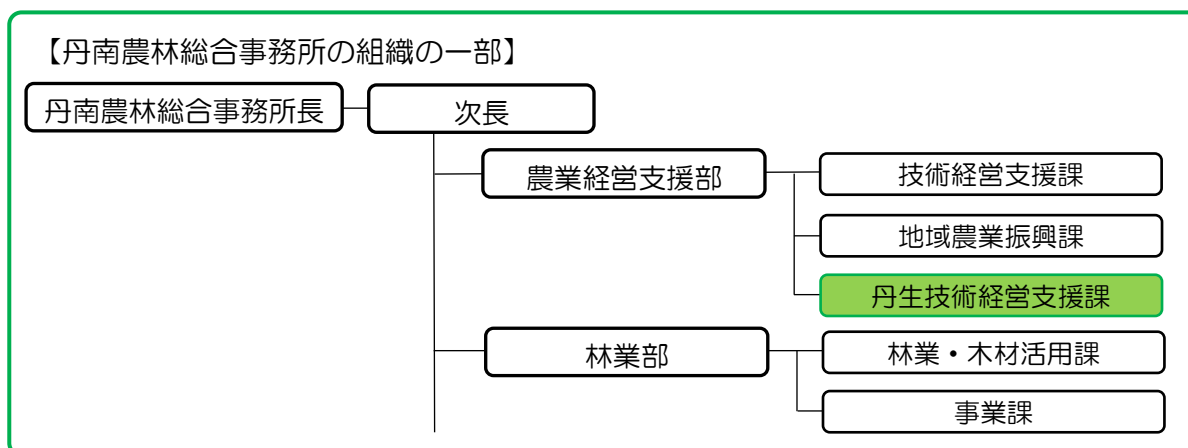 【丹南農林総合事務所の組織の一部】
丹南農林総合事務所長
次長
農業経営支援部
技術経営支援課
地域農業振興課
丹生技術経営支援課
林業部
林業・木材活用課
事業課